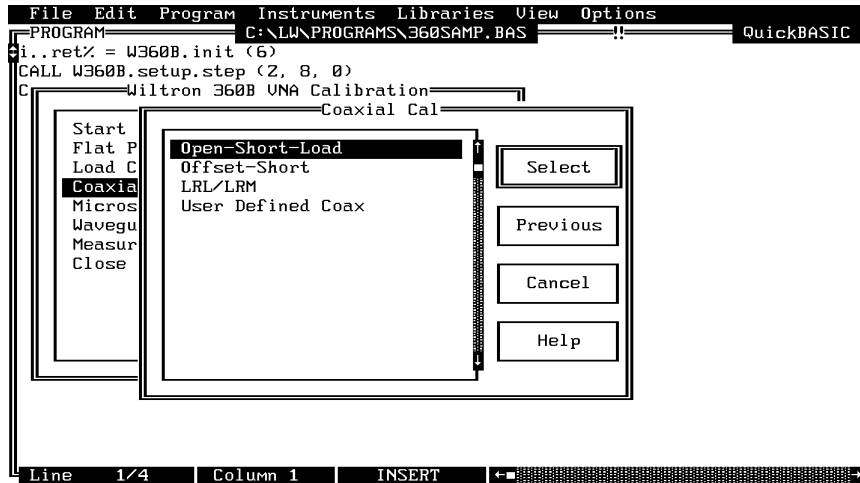 File Edit Program Instruments Libraries View Options
PROGRAM C:\LW\PROGRAMS\360SAMP.BAS !! QuickBASIC
i..ret% = W360B.init (6)
CALL W360B.setup.step (2, 8, 0)
C Wiltron 360B VNA Calibration
Coaxial Cal
Start
Flat P
Load C
Coaxia
Micros
Wavegu
Measur
Close
Open-Short-Load
Offset-Short
LRL/LRM
User Defined Coax
Select
Previous
Cancel
Help
Line 1/4 Column 1 INSERT